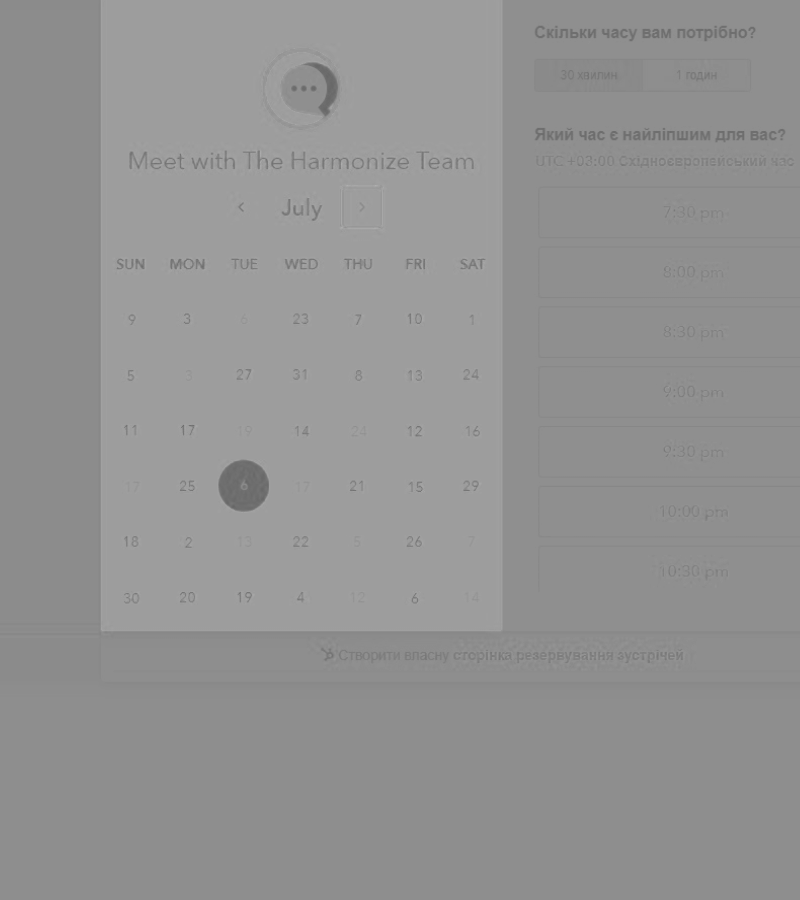 Meet with The Harmonize Team
July
SUN MON TUE WED THU FRI SAT
9 3 6 23 7 10 1
5 3 27 31 8 13 24
11 17 19 14 24 12 16
17 25 6 17 21 15 29
18 2 13 22 5 26 7
30 20 19 4 12 6 14
Скільки часу вам потрібно?
30 хвилин 1 годин
Який час є найліпшим для вас?
UTC +03:00 Східноєвропейський час
7:30 pm
8:00 pm
8:30 pm
9:00 pm
9:30 pm
10:00 pm
10:30 pm
Створити власну сторінка резервування зустрічей